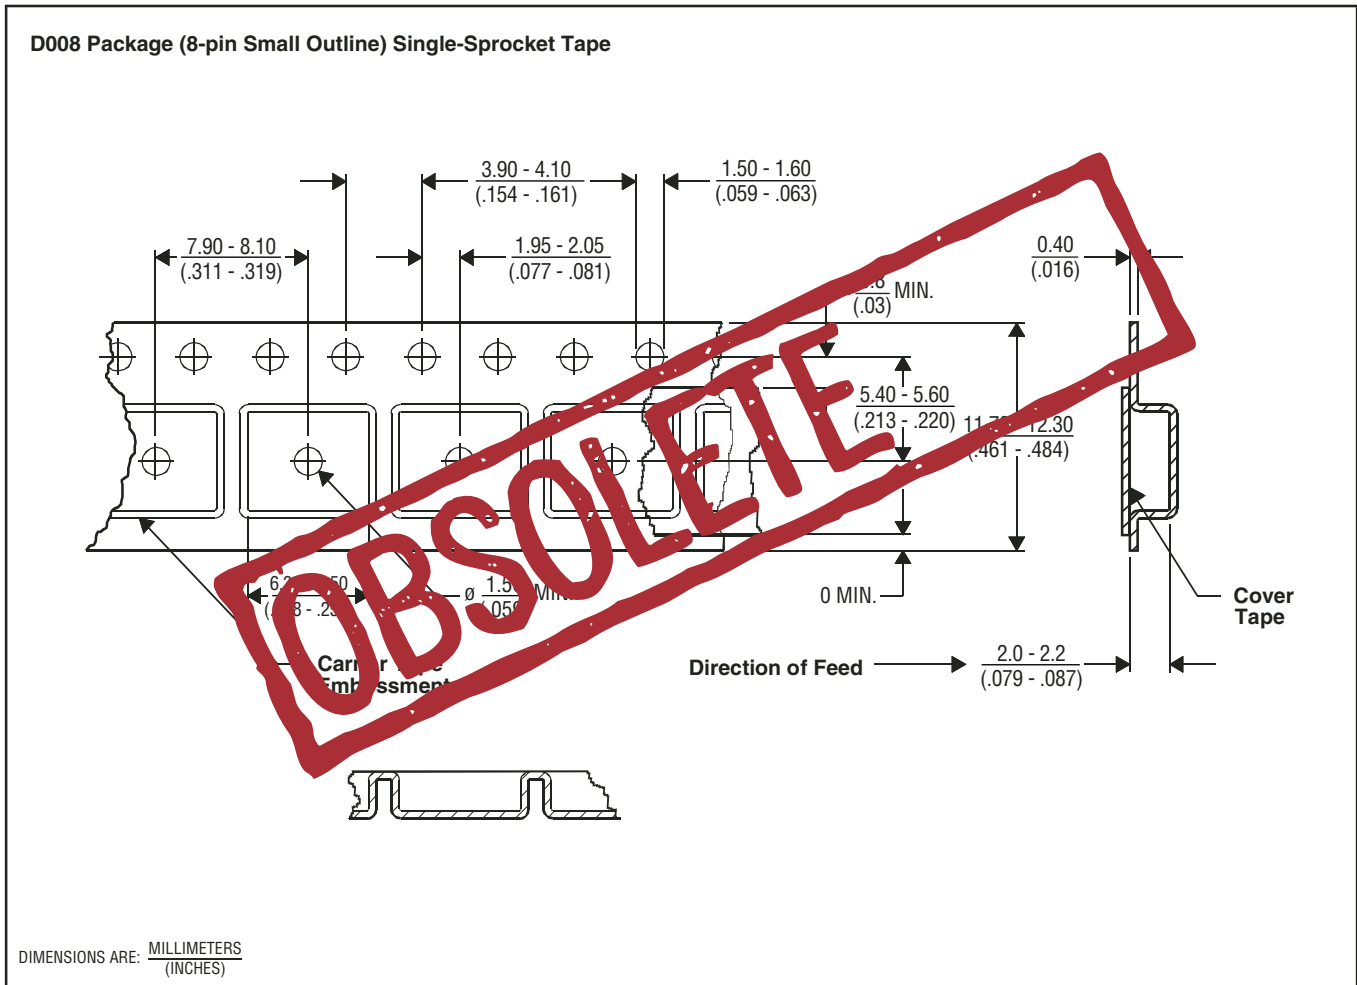 D008 Package (8-pin Small Outline) Single-Sprocket Tape
3.90 - 4.10
(.154 - .161)
1.50 - 1.60
(.059 - .063)
7.90 - 8.10
(.311 - .319)
1.95 - 2.05
(.077 - .081)
0.40
(.016)
MIN.
(.03)
5.40 - 5.60
(.213 - .220)
12.30
.461 - .484)
OBSOLETE
ø
MIN.
0 MIN.
Cover
Tape
Direction of Feed
2.0 - 2.2
(.079 - .087)
DIMENSIONS ARE: MILLIMETERS
(INCHES)